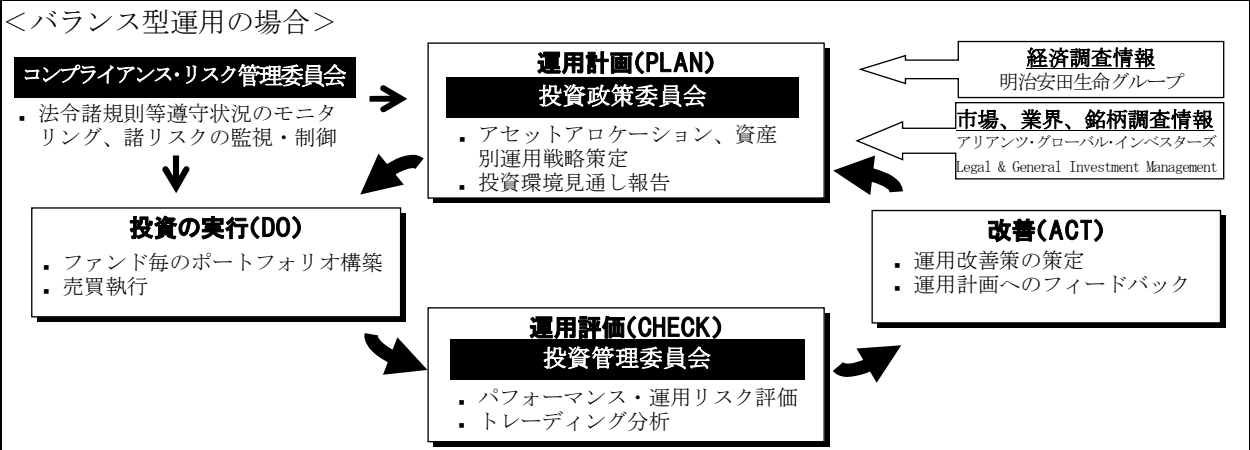 ＜バランス型運用の場合＞
コンプライアンス・リスク管理委員会
▪ 法令諸規則等遵守状況のモニタ
リング、諸リスクの監視・制御
運用計画(PLAN)
投資政策委員会
▪ アセットアロケーション、資産
別運用戦略策定
▪ 投資環境見通し報告
経済調査情報
明治安田生命グループ
市場、業界、銘柄調査情報
アリアンツ・グローバル・インベスターズ
Legal & General Investment Management
投資の実行(DO)
▪ ファンド毎のポートフォリオ構築
▪ 売買執行
改善(ACT)
▪ 運用改善策の策定
▪ 運用計画へのフィードバック
運用評価(CHECK)
投資管理委員会
▪ パフォーマンス・運用リスク評価
▪ トレーディング分析